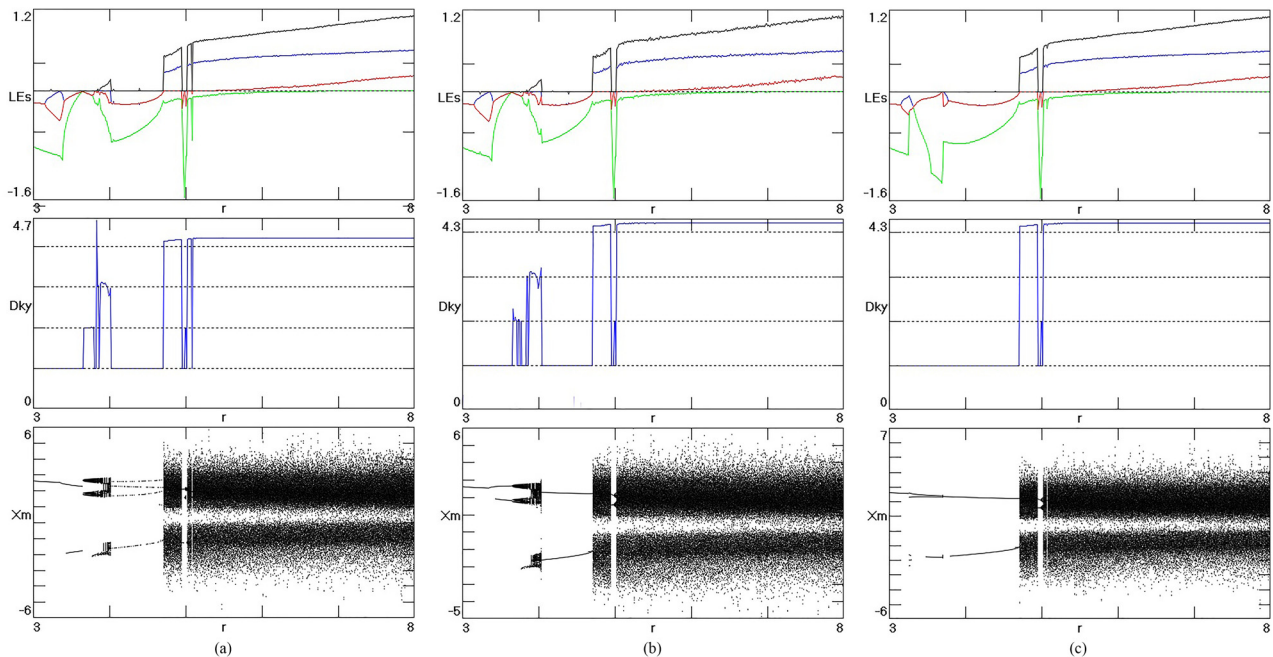 1.2
LEs
-1.6
3 r 8
4.7
Dky
0
3 r 8
6
Xm
-6
3 r 8
(a)
1.2
LEs
-1.6
3 r 8
4.3
Dky
0
3 r 8
6
Xm
-5
3 r 8
(b)
1.2
LEs
-1.6
3 r 8
4.3
Dky
0
3 r 8
7
Xm
-6
3 r 8
(c)